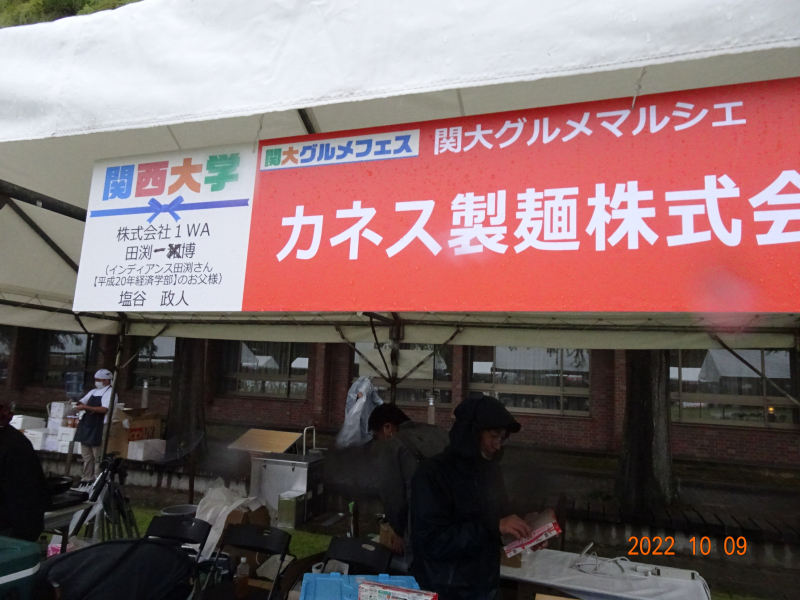 関西大学
株式会社1WA
田渕 一 博
(インディアンス田渕さん
【平成20年経済学部】のお父様)
塩谷 政人
関大グルメフェス 関大グルメマルシェ
カネス製麺株式会
2022 10 09